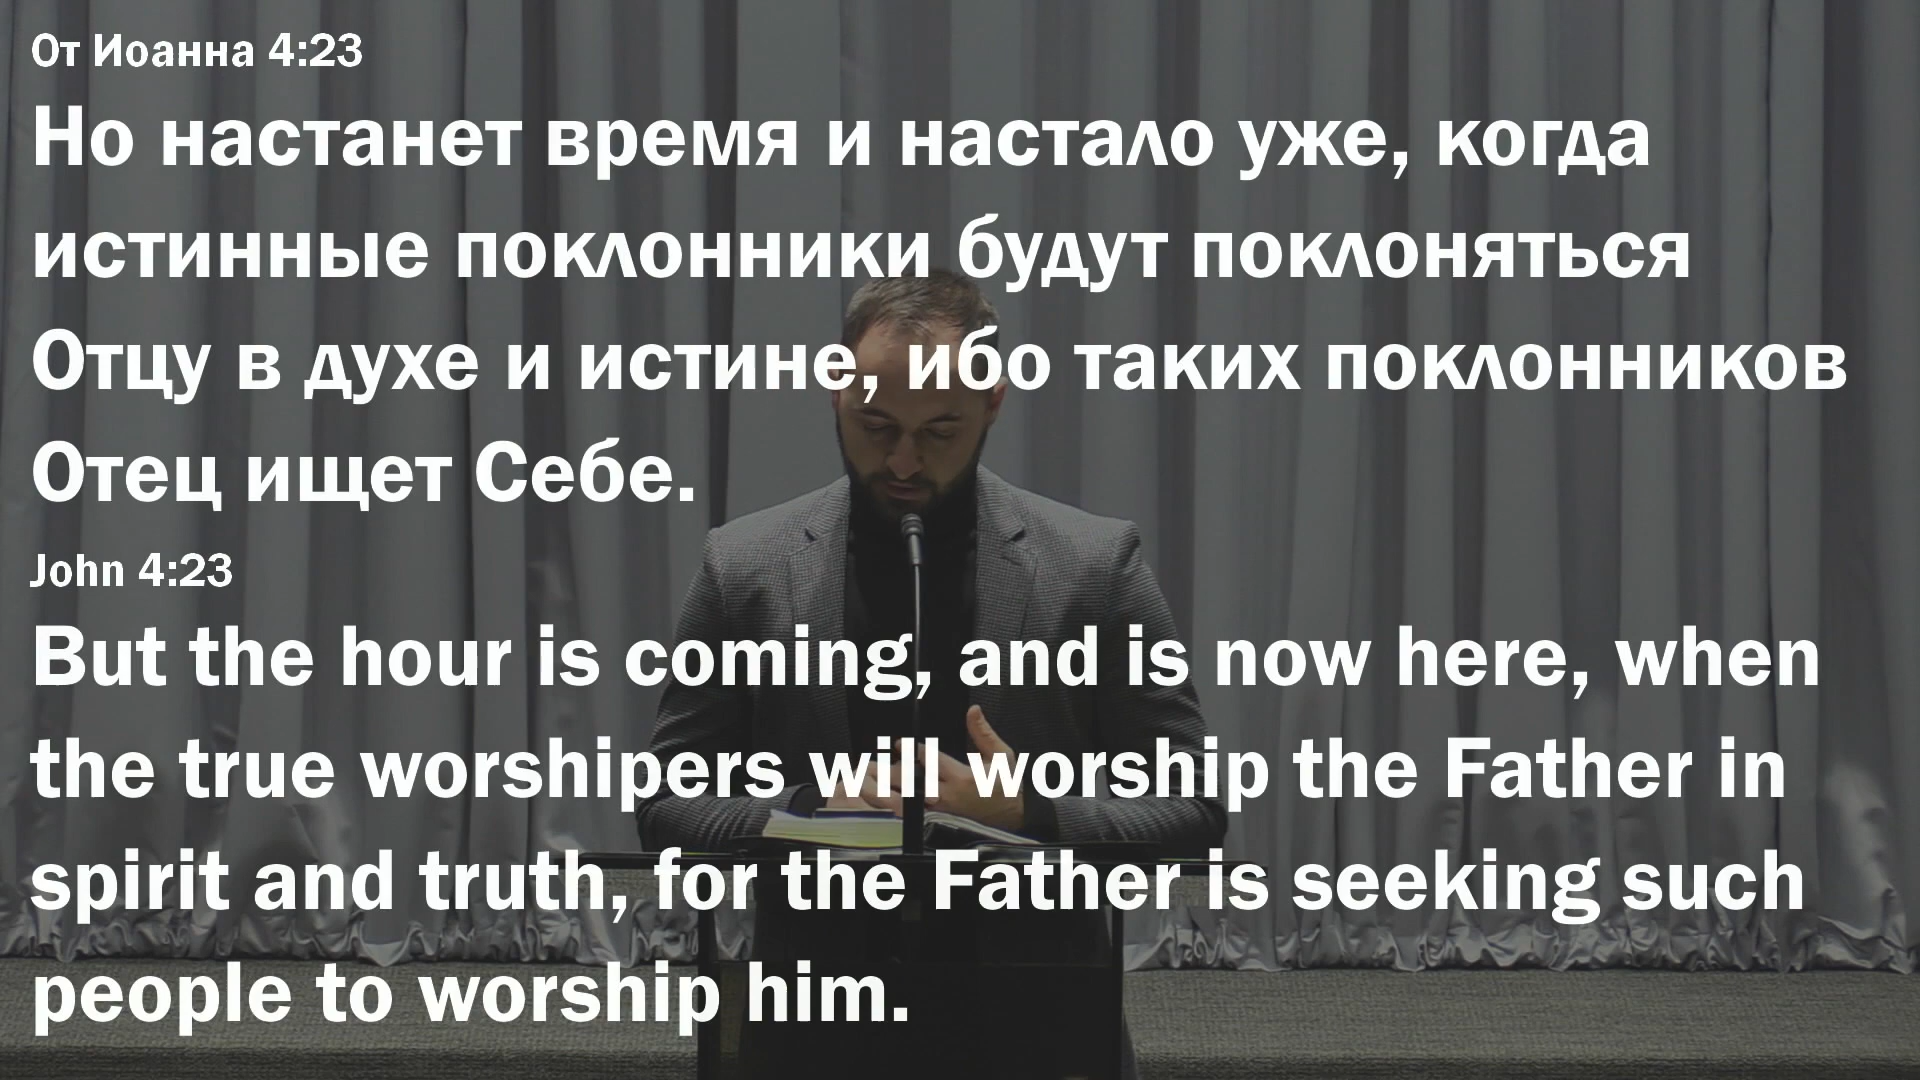 От Иоанна 4:23
Но настанет время и настало уже, когда
истинные поклонники будут поклоняться
Отцу в духе и истине, ибо таких поклонников
Отец ищет Себе.
John 4:23
But the hour is coming, and is now here, when
the true worshipers will worship the Father in
spirit and truth, for the Father is seeking such
people to worship him.